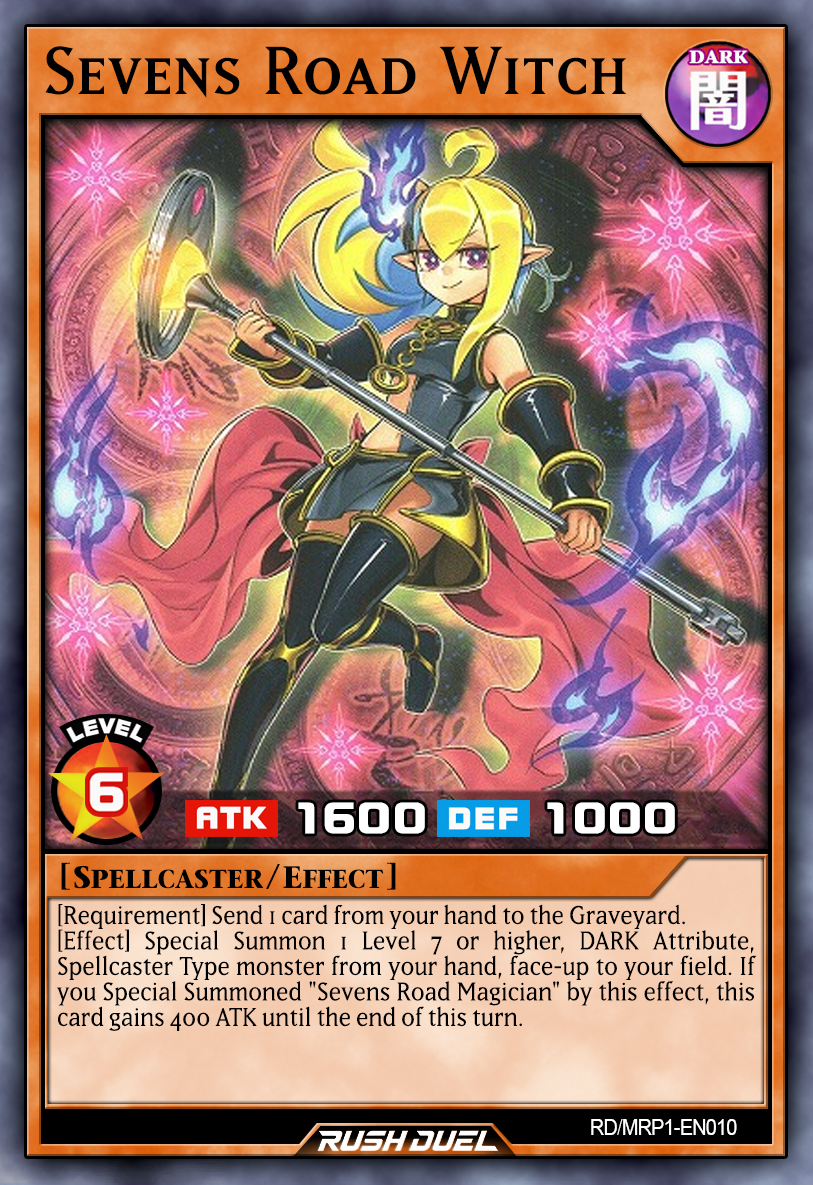 Sevens Road Witch
DARK
闇
LEVEL
6
ATK 1600 DEF 1000
[Spellcaster/Effect]
[Requirement] Send 1 card from your hand to the Graveyard.
[Effect] Special Summon 1 Level 7 or higher, DARK Attribute,
Spellcaster Type monster from your hand, face-up to your field. If
you Special Summoned "Sevens Road Magician" by this effect, this
card gains 400 ATK until the end of this turn.
RD/MRP1-EN010
RUSH DUEL